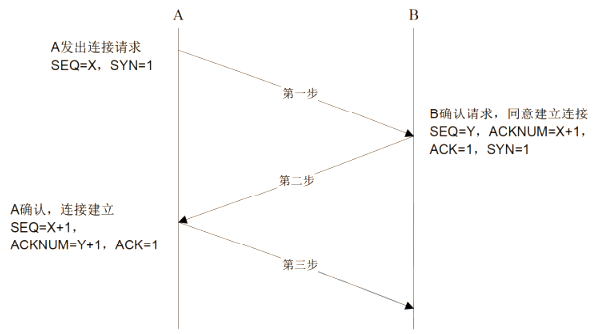 A
B
A发出连接请求
SEQ=X，SYN=1
第一步
B确认请求，同意建立连接
SEQ=Y，ACKNUM=X+1，
ACK=1，SYN=1
第二步
A确认，连接建立
SEQ=X+1，
ACKNUM=Y+1，ACK=1
第三步